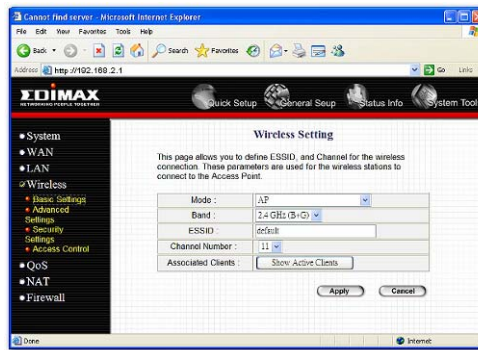 Cannot find server - Microsoft Internet Explorer
File Edit View Favorites Tools Help
Back Search Favorites
Address http://192.168.2.1 Go Links
EDIMAX
NETWORKING PEOPLE TOGETHER
Quick Setup General Seup Status Info System Tool
System
WAN
LAN
Wireless
Basic Settings
Advanced
Settings
Security
Settings
Access Control
QoS
NAT
Firewall
Wireless Setting
This page allows you to define ESSID, and Channel for the wireless
connection. These parameters are used for the wireless stations to
connect to the Access Point.
Mode : AP
Band : 2.4 GHz (B+G)
ESSID : default
Channel Number : 11
Associated Clients : Show Active Clients
Apply Cancel
Done Internet